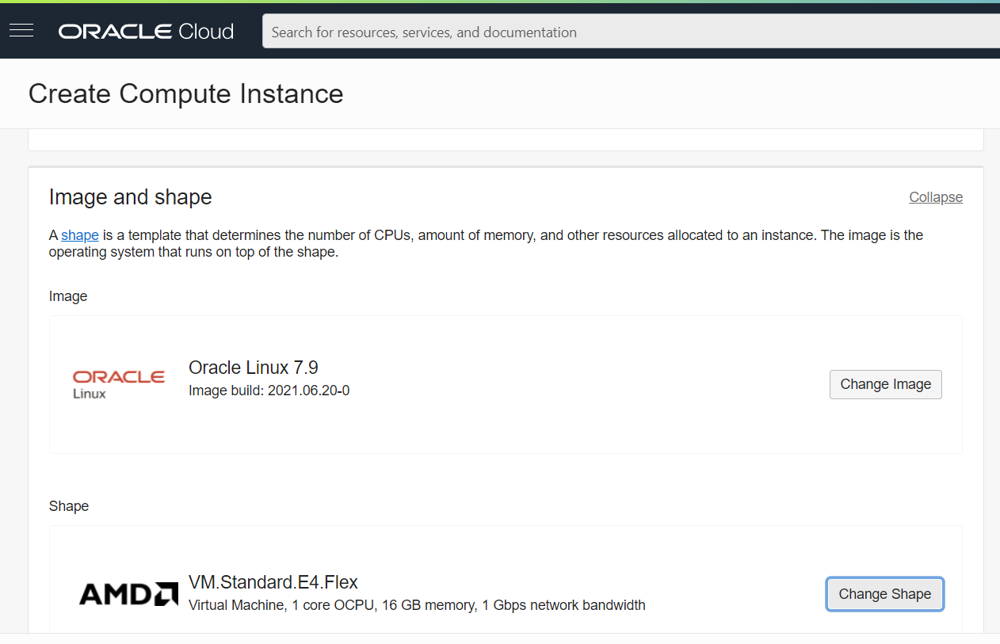 ORACLE Cloud
Search for resources, services, and documentation
Create Compute Instance
Image and shape
Collapse
A shape is a template that determines the number of CPUs, amount of memory, and other resources allocated to an instance. The image is the
operating system that runs on top of the shape.
Image
ORACLE
Linux
Oracle Linux 7.9
Image build: 2021.06.20-0
Change Image
Shape
AMD
VM.Standard.E4.Flex
Virtual Machine, 1 core OCPU, 16 GB memory, 1 Gbps network bandwidth
Change Shape